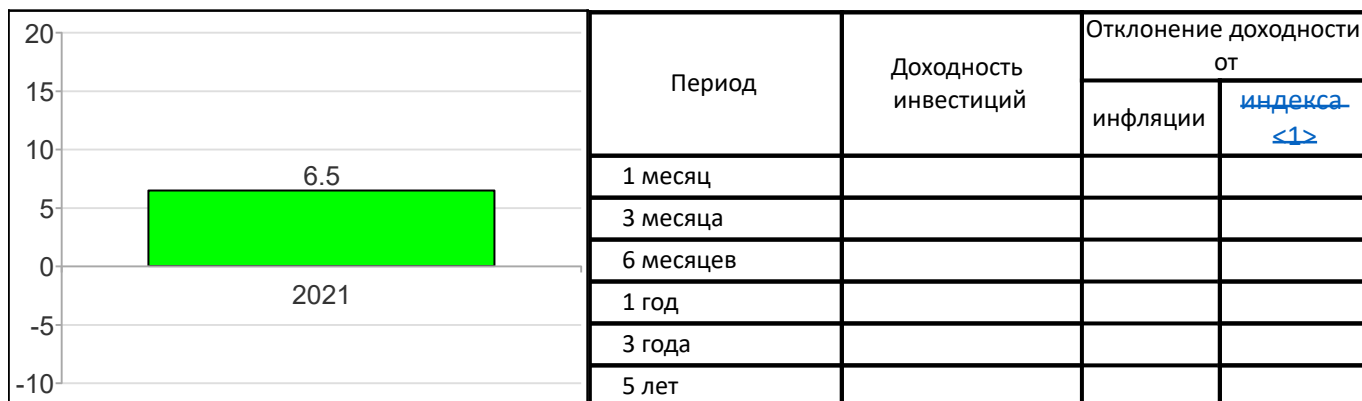 20
15
10
5
0
-5
-10
6.5
2021
Период
Доходность
инвестиций
Отклонение доходности
от
инфляции
индекса
<1>
1 месяц
3 месяца
6 месяцев
1 год
3 года
5 лет